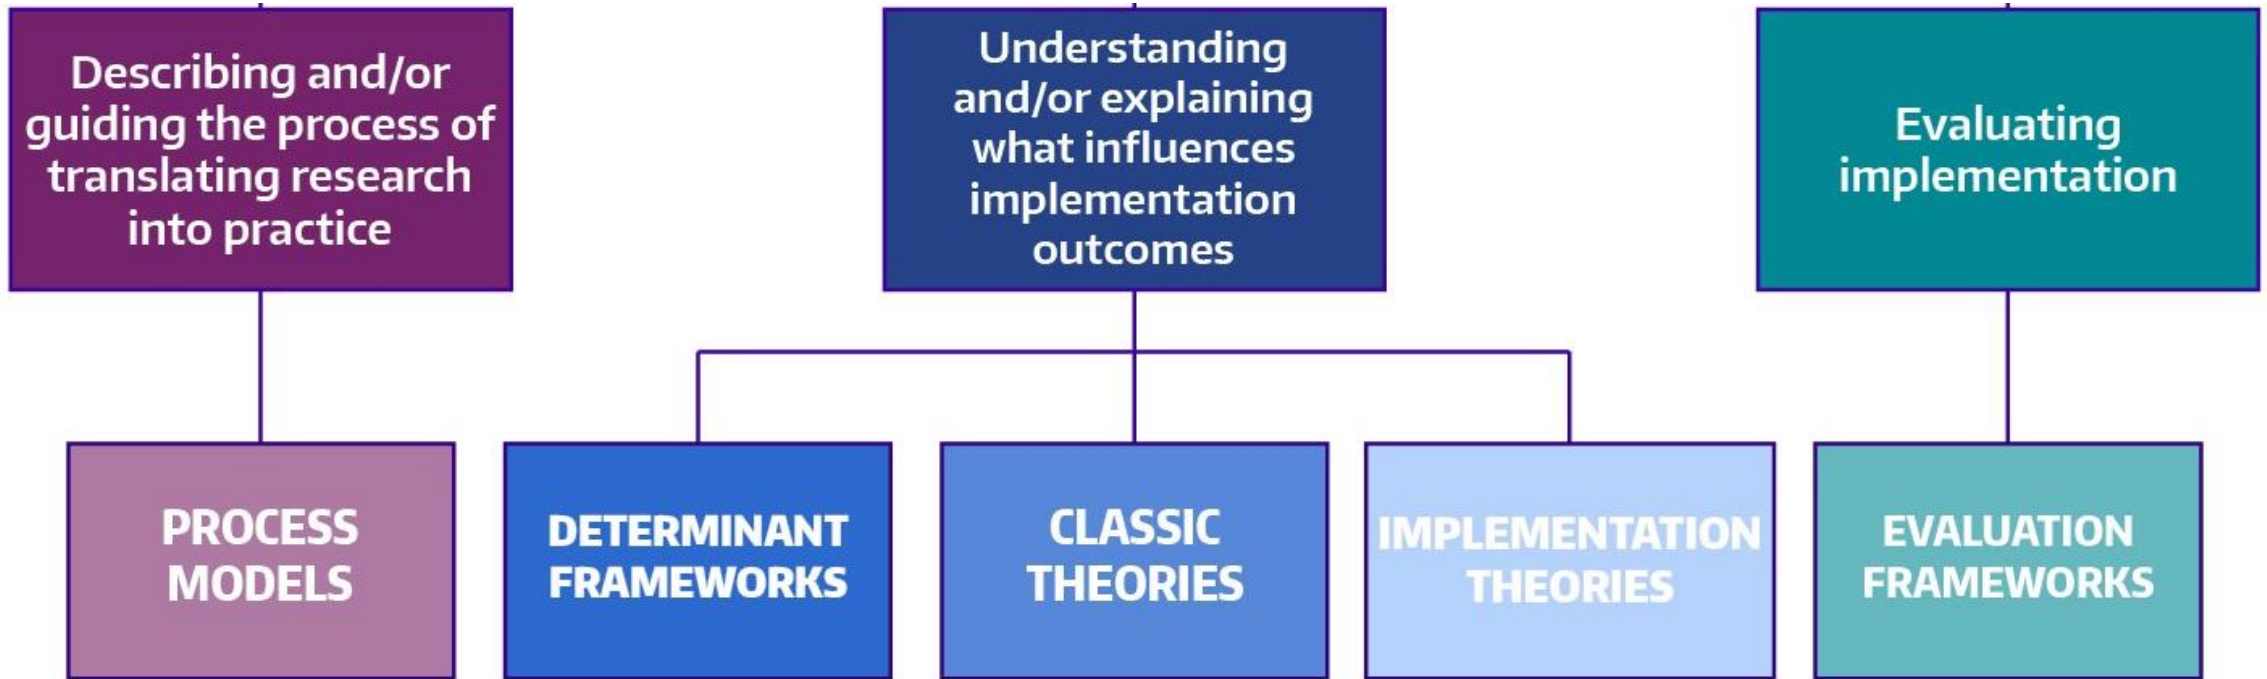 Describing and/or
guiding the process of
translating research
into practice
Understanding
and/or explaining
what influences
implementation
outcomes
Evaluating
implementation
PROCESS
MODELS
DETERMINANT
FRAMEWORKS
CLASSIC
THEORIES
IMPLEMENTATION
THEORIES
EVALUATION
FRAMEWORKS